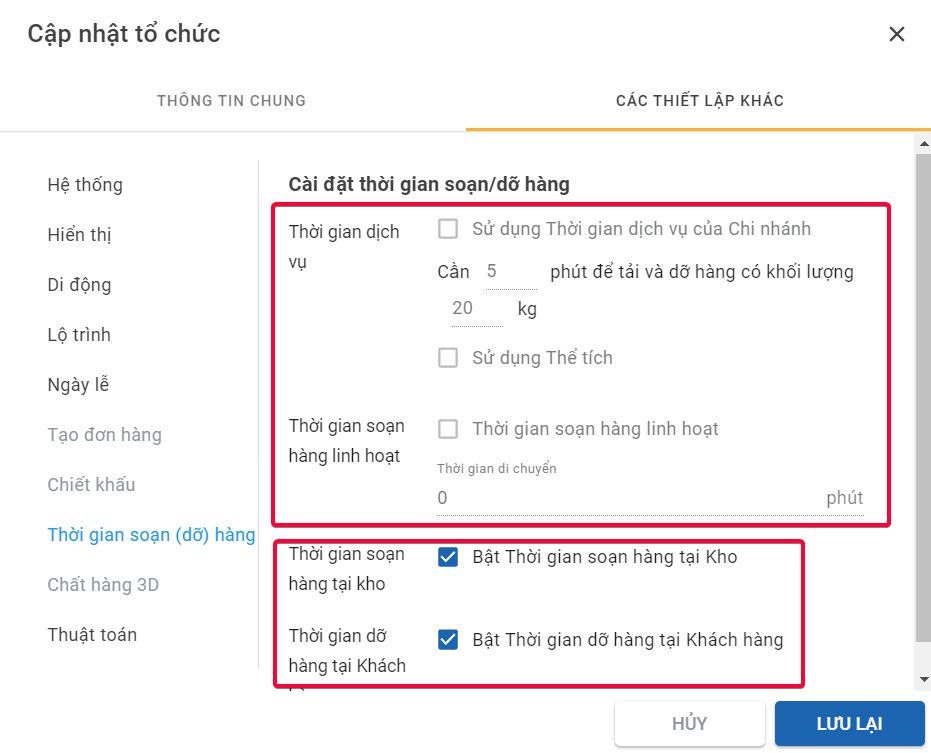 Cập nhật tổ chức
THÔNG TIN CHUNG
CÁC THIẾT LẬP KHÁC
Hệ thống
Hiển thị
Di động
Lộ trình
Ngày lễ
Tạo đơn hàng
Chiết khấu
Thời gian soạn (dỡ) hàng
Chất hàng 3D
Thuật toán
Cài đặt thời gian soạn/dỡ hàng
Thời gian dịch
vụ
Sử dụng Thời gian dịch vụ của Chi nhánh
Cần 5 phút để tải và dỡ hàng có khối lượng
20 kg
Sử dụng Thể tích
Thời gian soạn
hàng linh hoạt
Thời gian soạn hàng linh hoạt
Thời gian di chuyển
0 phút
Thời gian soạn
hàng tại kho
Bật Thời gian soạn hàng tại Kho
Thời gian dỡ
hàng tại Khách
Bật Thời gian dỡ hàng tại Khách hàng
HỦY
LƯU LẠI